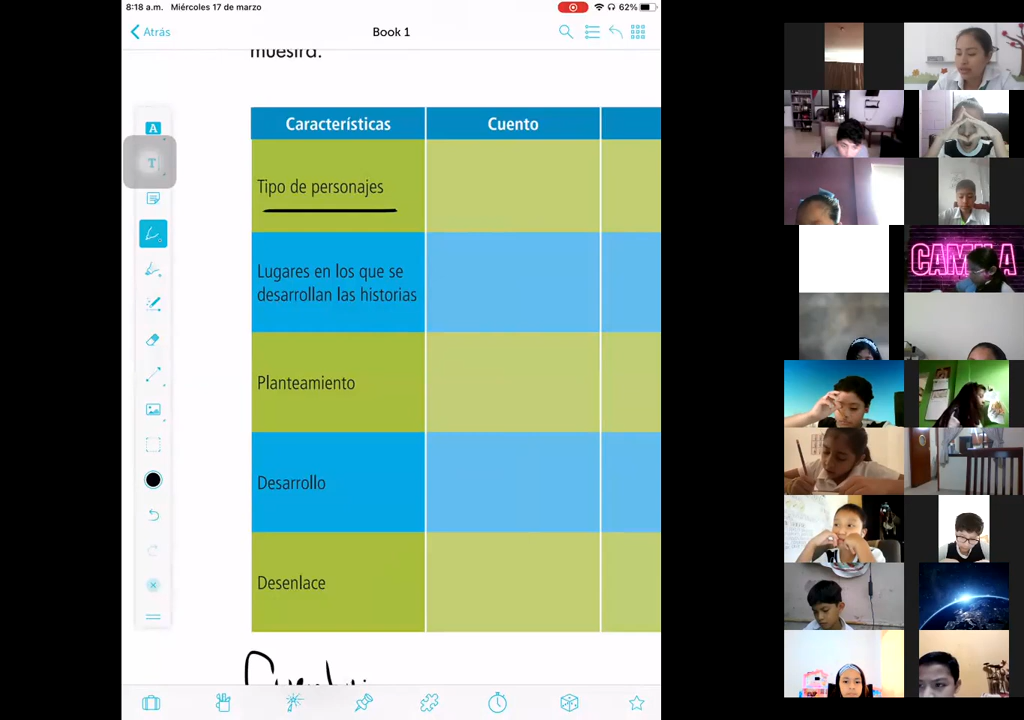 8:18 a.m. Miércoles 17 de marzo 62%
Atrás Book 1
muestra.
A
T
Características Cuento
Tipo de personajes
Lugares en los que se
desarrollan las historias
Planteamiento
Desarrollo
Desenlace
CAMILA